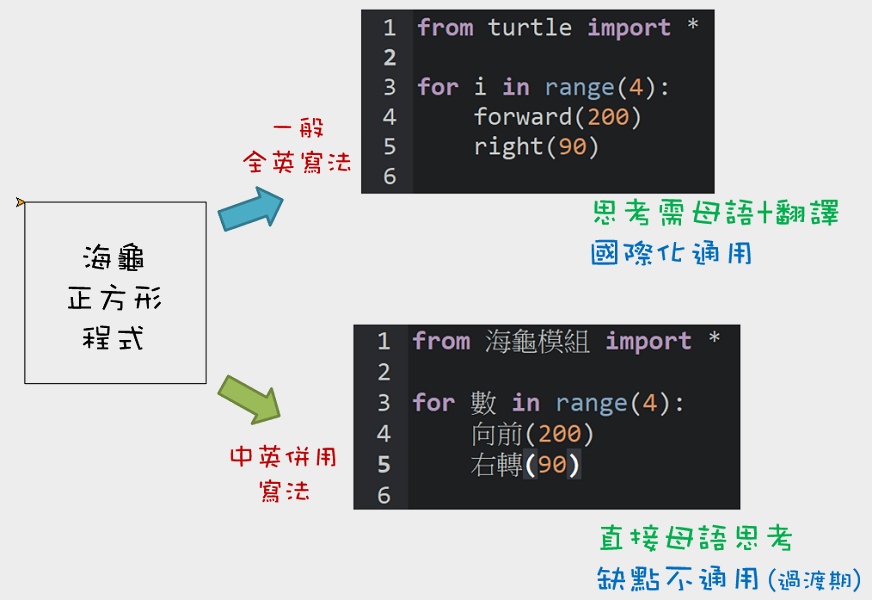 海龜
正方形
程式
一般
全英寫法
1 from turtle import *
2
3 for i in range(4):
4     forward(200)
5     right(90)
6
思考需母語+翻譯
國際化通用
中英併用
寫法
1 from 海龜模組 import *
2
3 for 數 in range(4):
4     向前(200)
5     右轉(90)
6
直接母語思考
缺點不通用(過渡期)